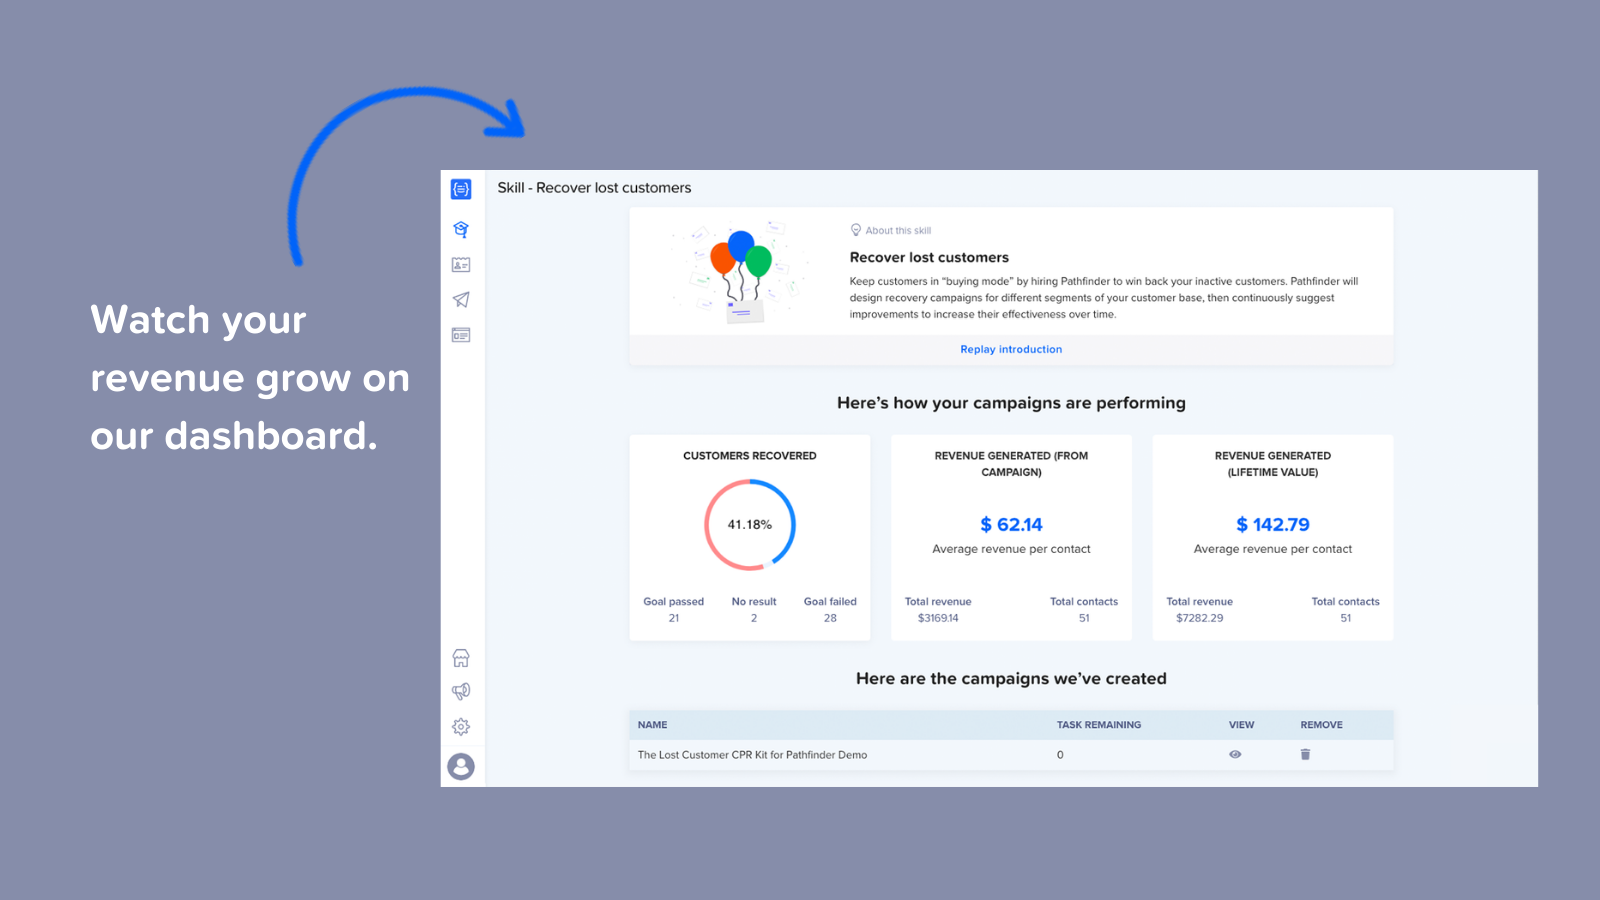 Watch your
revenue grow on
our dashboard.
Skill - Recover lost customers
About this skill
Recover lost customers
Keep customers in “buying mode” by hiring Pathfinder to win back your inactive customers. Pathfinder will
design recovery campaigns for different segments of your customer base, then continuously suggest
improvements to increase their effectiveness over time.
Replay introduction
Here’s how your campaigns are performing
CUSTOMERS RECOVERED
41.18%
Goal passed No result Goal failed
21 2 28
REVENUE GENERATED (FROM
CAMPAIGN)
$ 62.14
Average revenue per contact
Total revenue Total contacts
$3169.14 51
REVENUE GENERATED
(LIFETIME VALUE)
$ 142.79
Average revenue per contact
Total revenue Total contacts
$7282.29 51
Here are the campaigns we’ve created
NAME TASK REMAINING VIEW REMOVE
The Lost Customer CPR Kit for Pathfinder Demo 0